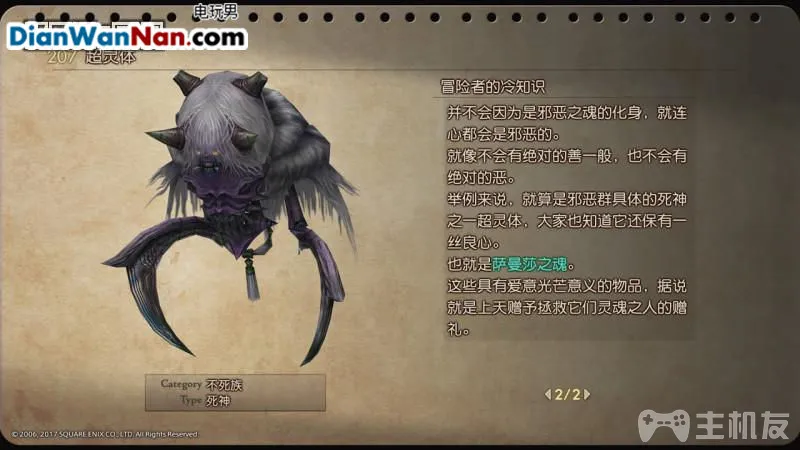 电玩男
DianWanNan.com
207 超灵体
冒险者的冷知识
并不会因为是邪恶之魂的化身，就连
心都会是邪恶的。
就像不会有绝对的善一般，也不会有
绝对的恶。
举例来说，就算是邪恶群具体的死神
之一超灵体，大家也知道它还保有一
丝良心。
也就是萨曼莎之魂。
这些具有爱意光芒意义的物品，据说
就是上天赠予拯救它们灵魂之人的赠
礼。
Category 不死族
Type 死神
2/2
© 2006, 2017 SQUARE ENIX CO., LTD. All Rights Reserved.
主机友